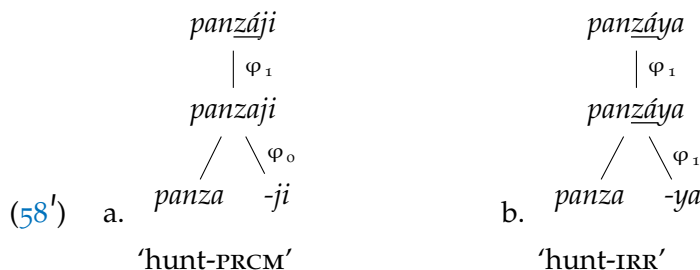 panzáji panzáya
φ₁ φ₁
panzaji panzáya
φ₀ φ₁
(58′) a. panza -ji b. panza -ya
‘hunt-PRCM’ ‘hunt-IRR’